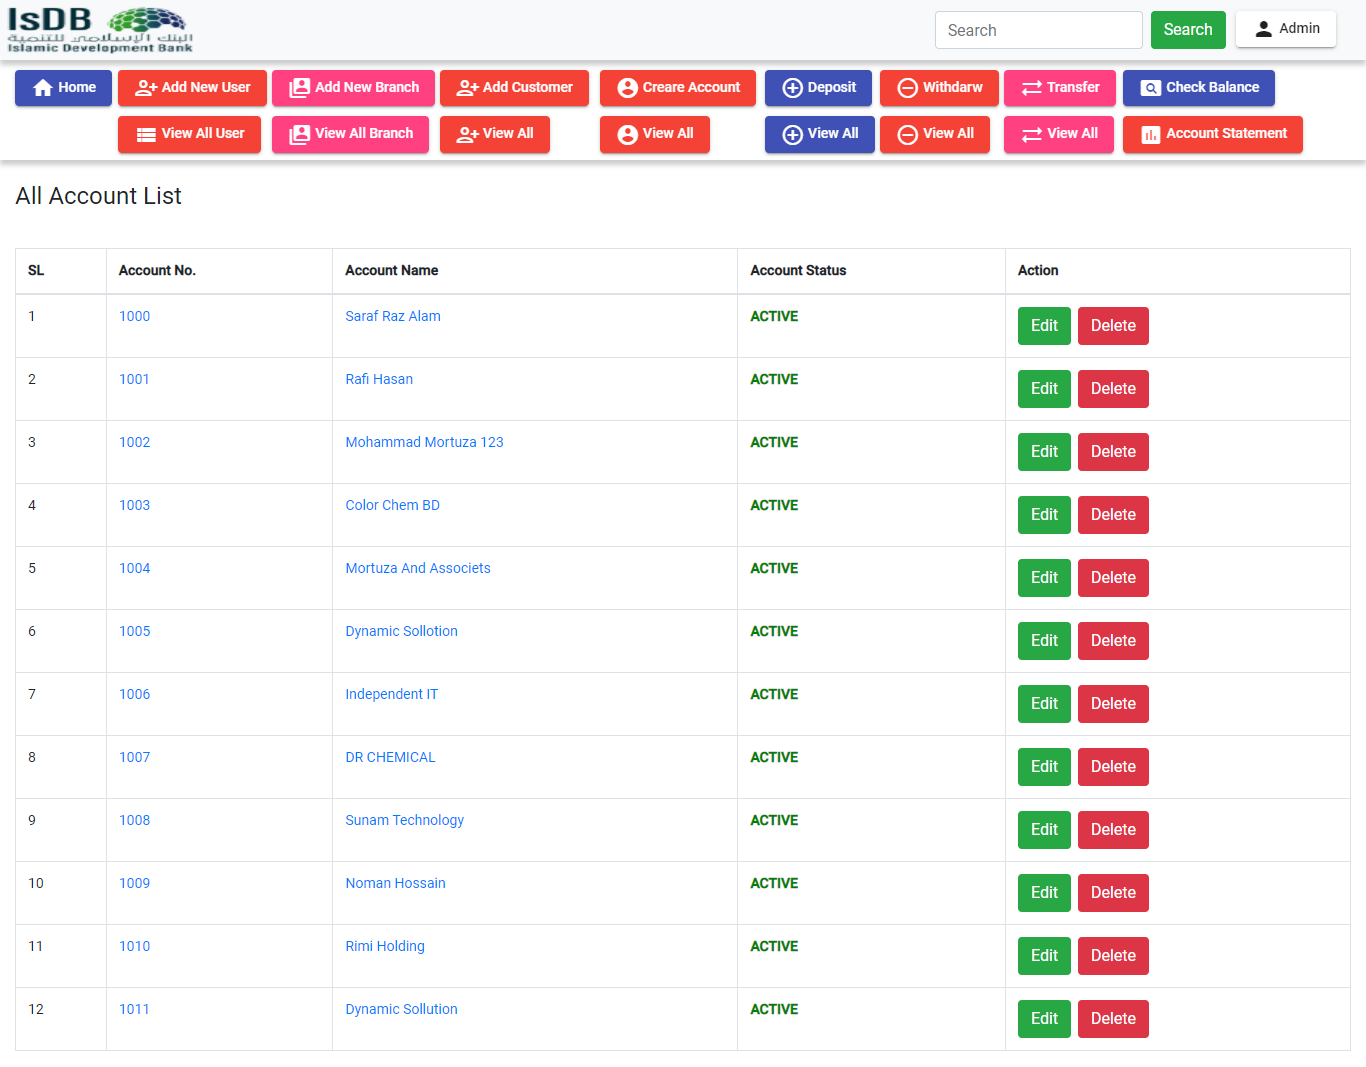 IsDB
البنك الإسلامي للتنمية
Islamic Development Bank
Search Search Admin
Home Add New User Add New Branch Add Customer Creare Account Deposit Withdarw Transfer Check Balance
View All User View All Branch View All View All View All View All View All Account Statement
All Account List
SL Account No. Account Name Account Status Action
1 1000 Saraf Raz Alam ACTIVE Edit Delete
2 1001 Rafi Hasan ACTIVE Edit Delete
3 1002 Mohammad Mortuza 123 ACTIVE Edit Delete
4 1003 Color Chem BD ACTIVE Edit Delete
5 1004 Mortuza And Associets ACTIVE Edit Delete
6 1005 Dynamic Sollotion ACTIVE Edit Delete
7 1006 Independent IT ACTIVE Edit Delete
8 1007 DR CHEMICAL ACTIVE Edit Delete
9 1008 Sunam Technology ACTIVE Edit Delete
10 1009 Noman Hossain ACTIVE Edit Delete
11 1010 Rimi Holding ACTIVE Edit Delete
12 1011 Dynamic Sollution ACTIVE Edit Delete